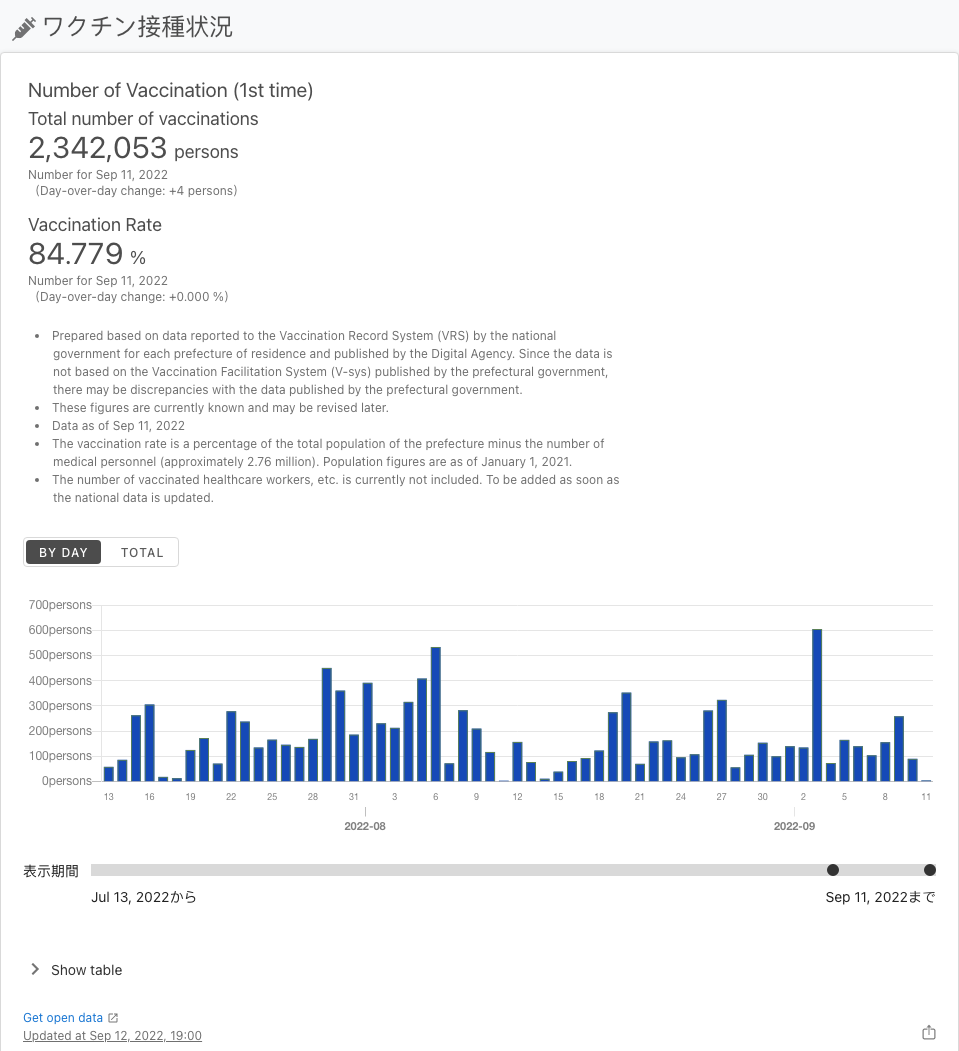 ワクチン接種状況
Number of Vaccination (1st time)
Total number of vaccinations
2,342,053 persons
Number for Sep 11, 2022
(Day-over-day change: +4 persons)
Vaccination Rate
84.779 %
Number for Sep 11, 2022
(Day-over-day change: +0.000 %)
• Prepared based on data reported to the Vaccination Record System (VRS) by the national
government for each prefecture of residence and published by the Digital Agency. Since the data is
not based on the Vaccination Facilitation System (V-sys) published by the prefectural government,
there may be discrepancies with the data published by the prefectural government.
• These figures are currently known and may be revised later.
• Data as of Sep 11, 2022
• The vaccination rate is a percentage of the total population of the prefecture minus the number of
medical personnel (approximately 2.76 million). Population figures are as of January 1, 2021.
• The number of vaccinated healthcare workers, etc. is currently not included. To be added as soon as
the national data is updated.
BY DAY TOTAL
700persons
600persons
500persons
400persons
300persons
200persons
100persons
0persons
13 16 19 22 25 28 31 3 6 9 12 15 18 21 24 27 30 2 5 8 11
2022-08 2022-09
表示期間
Jul 13, 2022から Sep 11, 2022まで
Show table
Get open data
Updated at Sep 12, 2022, 19:00